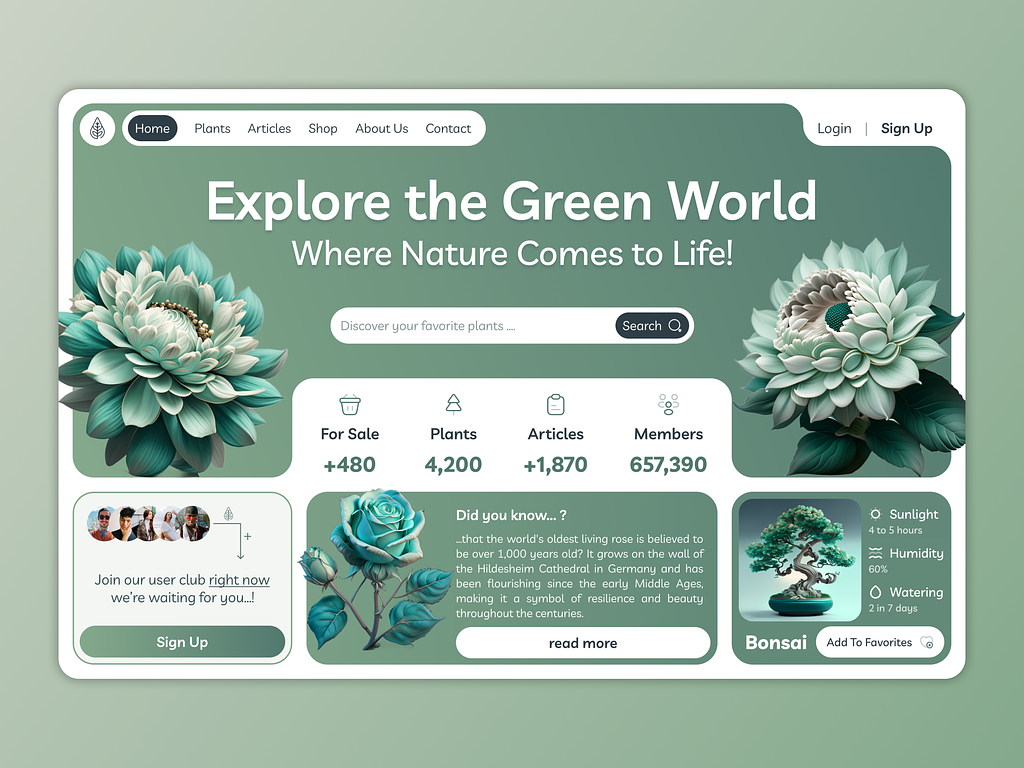 Home Plants Articles Shop About Us Contact
Login | Sign Up
Explore the Green World
Where Nature Comes to Life!
Discover your favorite plants ....
Search
For Sale
+480
Plants
4,200
Articles
+1,870
Members
657,390
+
Join our user club right now
we're waiting for you...!
Sign Up
Did you know... ?
...that the world's oldest living rose is believed to
be over 1,000 years old? It grows on the wall of
the Hildesheim Cathedral in Germany and has
been flourishing since the early Middle Ages,
making it a symbol of resilience and beauty
throughout the centuries.
read more
Sunlight
4 to 5 hours
Humidity
60%
Watering
2 in 7 days
Bonsai
Add To Favorites